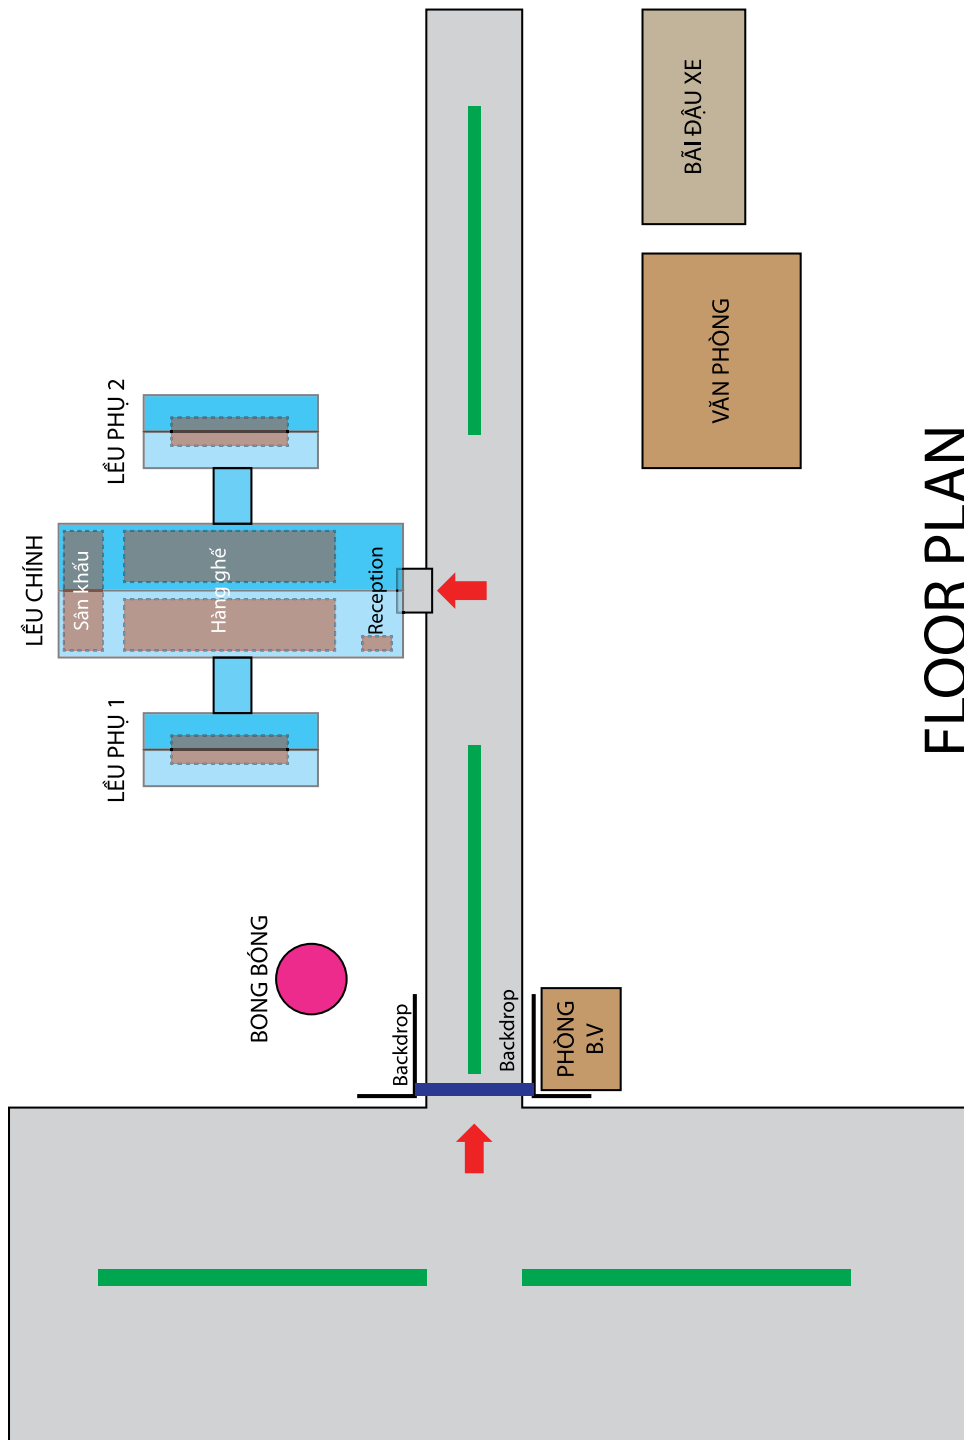 FLOOR PLAN
LỀU CHÍNH
LỀU PHỤ 1
LỀU PHỤ 2
Sân khấu
Hàng ghế
Reception
BONG BÓNG
Backdrop
Backdrop
PHÒNG
B.V
VĂN PHÒNG
BÃI ĐẬU XE